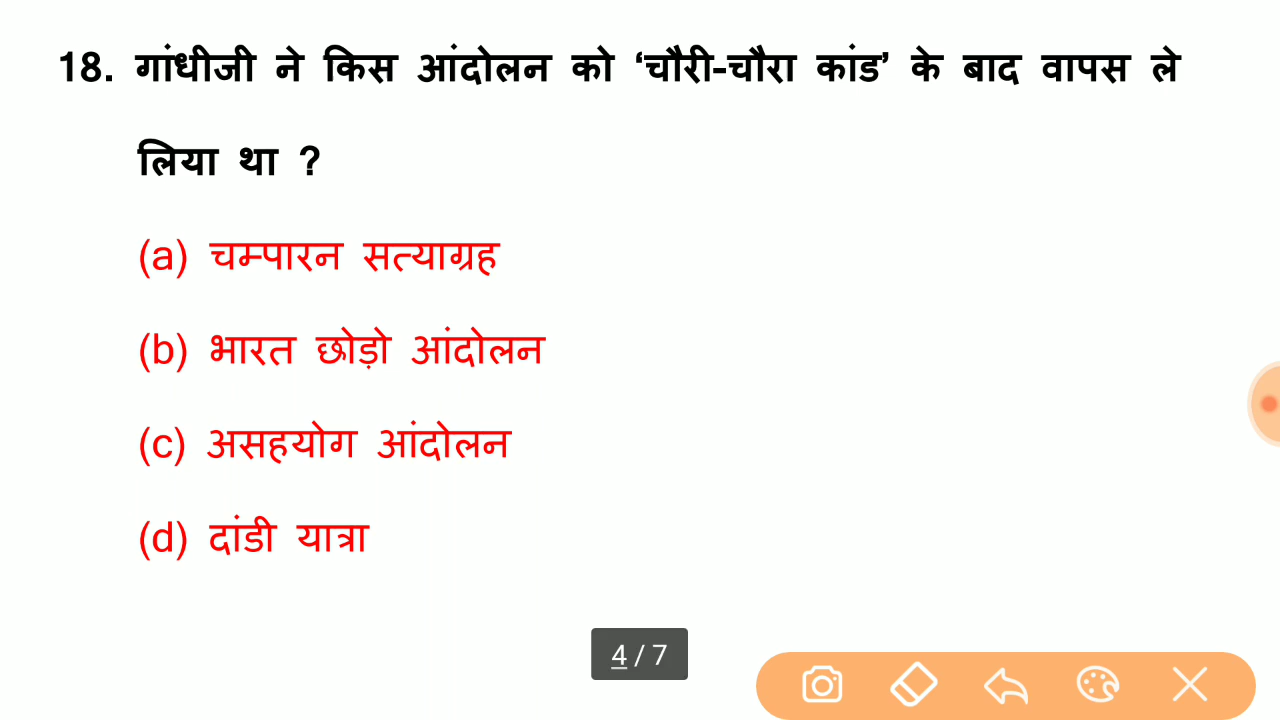 18. गांधीजी ने किस आंदोलन को ‘चौरी-चौरा कांड’ के बाद वापस ले
लिया था ?
(a) चम्पारन सत्याग्रह
(b) भारत छोड़ो आंदोलन
(c) असहयोग आंदोलन
(d) दांडी यात्रा
4 / 7